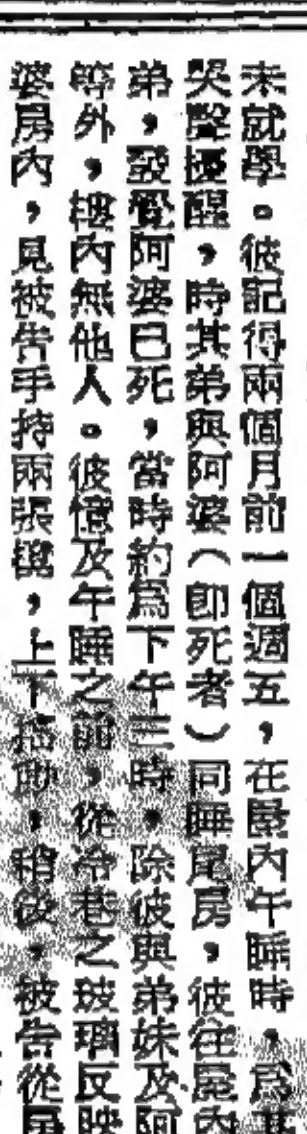 未就學。彼記得兩個月前一個週五，在屋內午睡時，爲其
哭聲擾醒，時其弟與阿婆（即死者）同睡尾房，彼往屋內
弟，發覺阿婆已死，當時約爲下午三時，除彼與弟妹及阿
等外，樓內無他人。彼憶及午睡之前，從冷巷之玻璃反映
婆房內，見被告手持兩張櫈，上下搖動，稍後，被告從